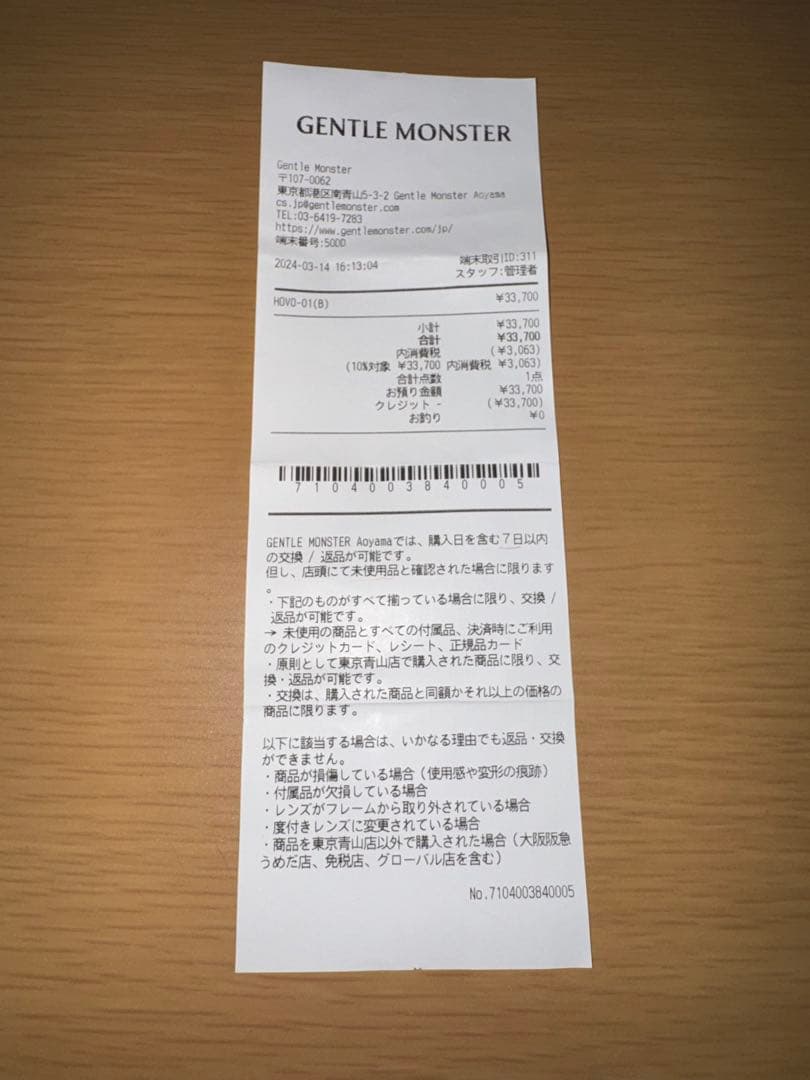 GENTLE MONSTER
Gentle Monster
〒107-0062
東京都港区南青山5-3-2 Gentle Monster Aoyama
cs.jp@gentlemonster.com
TEL:03-6419-7283
https://www.gentlemonster.com/jp/
端末番号:50DD
2024-03-14 16:13:04 端末取引ID:311
スタッフ:管理者
HOVO-01(B) ¥33,700
小計 ¥33,700
合計 ¥33,700
内消費税 (¥3,063)
(10%対象 ¥33,700 内消費税 ¥3,063)
合計点数 1点
お預り金額 ¥33,700
クレジット - (¥33,700)
お釣り ¥0
7104003840005
GENTLE MONSTER Aoyamaでは、購入日を含む7日以内
の交換 / 返品が可能です。
但し、店頭にて未使用品と確認された場合に限ります
。
・下記のものがすべて揃っている場合に限り、交換 /
返品が可能です。
→ 未使用の商品とすべての付属品、決済時にご利用
のクレジットカード、レシート、正規品カード
・原則として東京青山店で購入された商品に限り、交
換・返品が可能です。
・交換は、購入された商品と同額かそれ以上の価格の
商品に限ります。
以下に該当する場合は、いかなる理由でも返品・交換
ができません。
・商品が損傷している場合（使用感や変形の痕跡）
・付属品が欠損している場合
・レンズがフレームから取り外されている場合
・度付きレンズに変更されている場合
・商品を東京青山店以外で購入された場合（大阪阪急
うめだ店、免税店、グローバル店を含む）
No.7104003840005